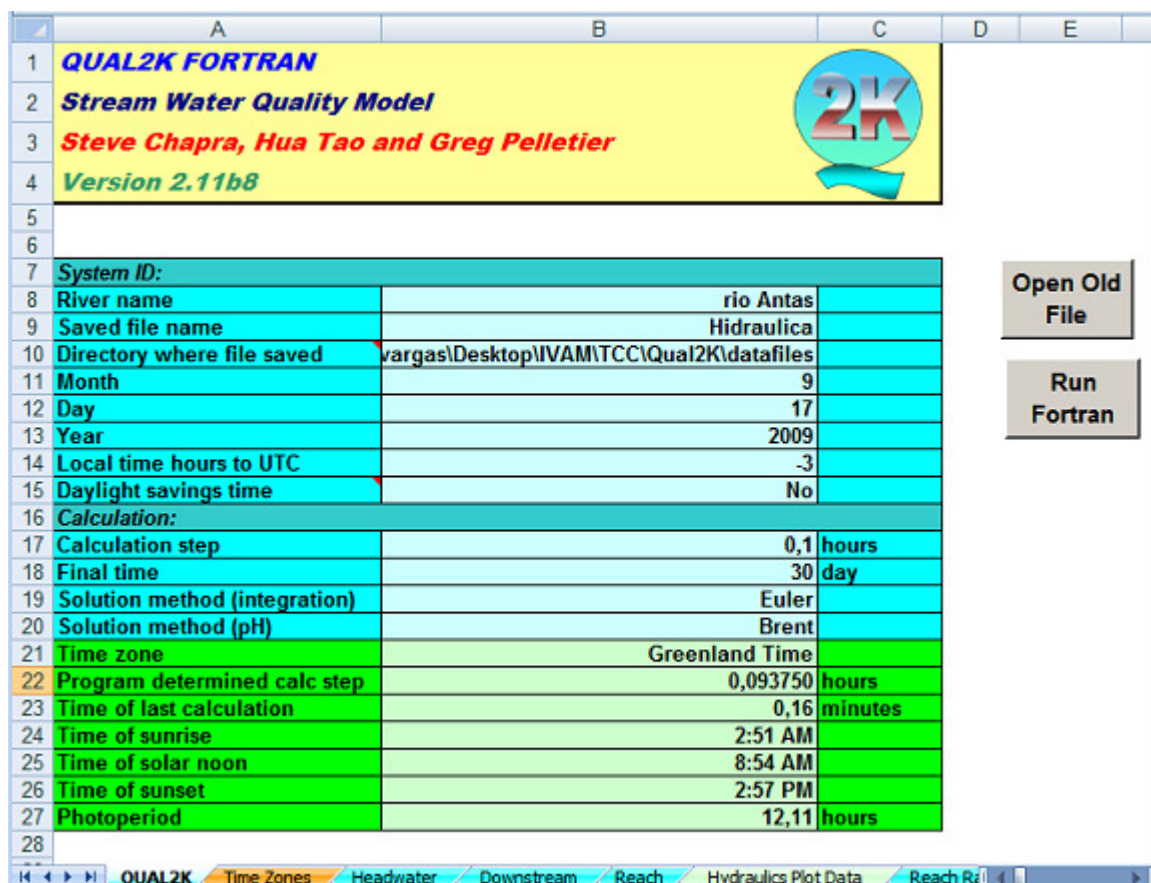 A B C D E
1 QUAL2K FORTRAN
2 Stream Water Quality Model
2K
3 Steve Chapra, Hua Tao and Greg Pelletier
4 Version 2.11b8
5
6
7 System ID:
8 River name rio Antas
Open Old
File
9 Saved file name Hidraulica
10 Directory where file saved vargas\Desktop\IVAM\TCC\Qual2K\datafiles
11 Month 9
Run
Fortran
12 Day 17
13 Year 2009
14 Local time hours to UTC -3
15 Daylight savings time No
16 Calculation:
17 Calculation step 0,1 hours
18 Final time 30 day
19 Solution method (integration) Euler
20 Solution method (pH) Brent
21 Time zone Greenland Time
22 Program determined calc step 0,093750 hours
23 Time of last calculation 0,16 minutes
24 Time of sunrise 2:51 AM
25 Time of solar noon 8:54 AM
26 Time of sunset 2:57 PM
27 Photoperiod 12,11 hours
28
QUAL2K Time Zones Headwater Downstream Reach Hydraulics Plot Data Reach Ra